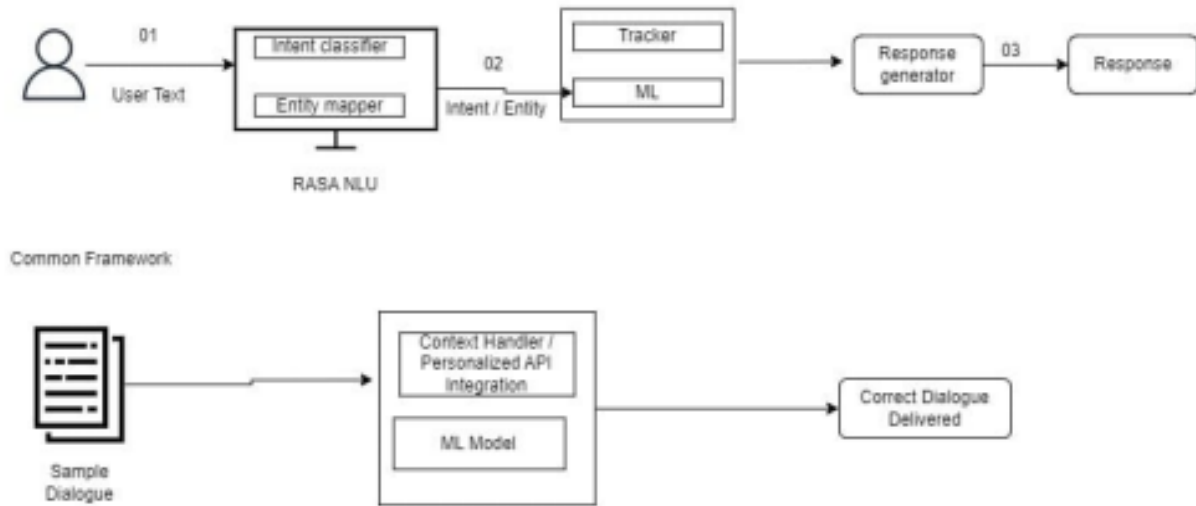 01
User Text
Intent classifier
Entity mapper
RASA NLU
02
Intent / Entity
Tracker
ML
Response
generator
03
Response
Common Framework
Sample
Dialogue
Context Handler /
Personalized API
Integration
ML Model
Correct Dialogue
Delivered